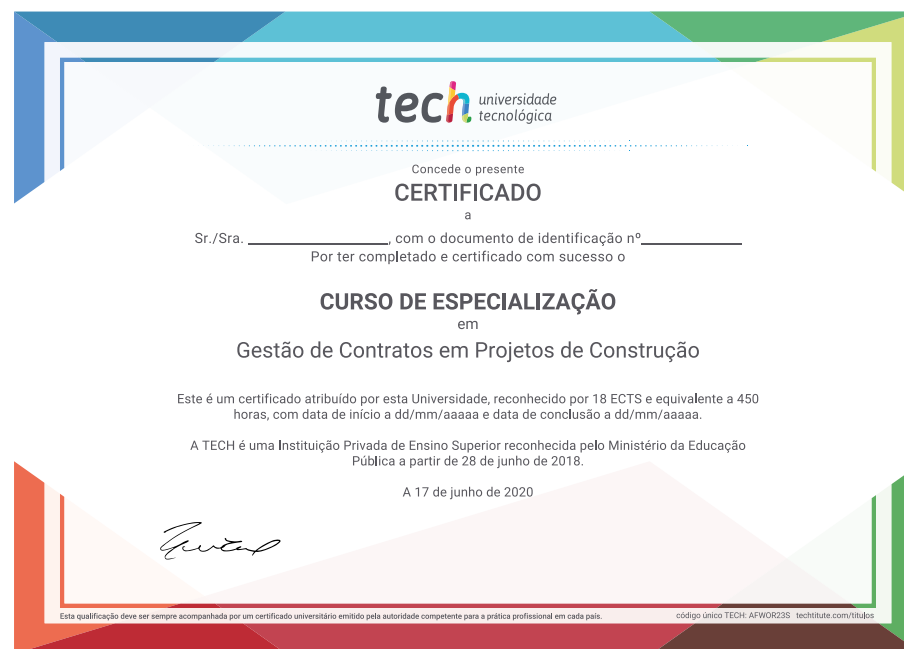 tech universidade
tecnológica
Concede o presente
CERTIFICADO
a
Sr./Sra. ____________________, com o documento de identificação nº______________
Por ter completado e certificado com sucesso o
CURSO DE ESPECIALIZAÇÃO
em
Gestão de Contratos em Projetos de Construção
Este é um certificado atribuído por esta Universidade, reconhecido por 18 ECTS e equivalente a 450
horas, com data de início a dd/mm/aaaaa e data de conclusão a dd/mm/aaaaa.
A TECH é uma Instituição Privada de Ensino Superior reconhecida pelo Ministério da Educação
Pública a partir de 28 de junho de 2018.
A 17 de junho de 2020
Esta qualificação deve ser sempre acompanhada por um certificado universitário emitido pela autoridade competente para a prática profissional em cada país.
código único TECH: AFWOR23S techtitute.com/titulos